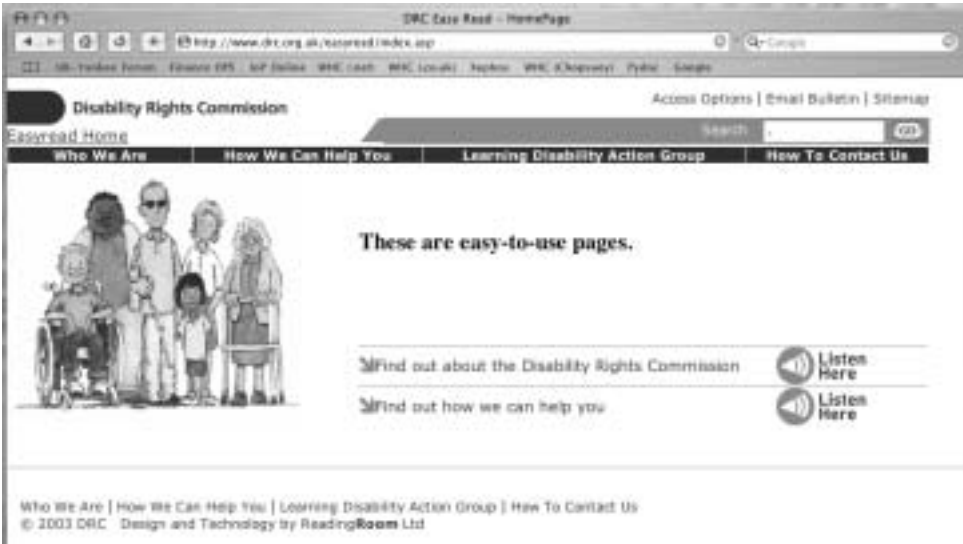 DRC Easy Read - HomePage
http://www.drc.org.uk/easyread/index.asp
Google
Disability Rights Commission
Access Options | Email Bulletin | Sitemap
Easyread Home
Search
GO
Who We Are | How We Can Help You | Learning Disability Action Group | How To Contact Us
These are easy-to-use pages.
Find out about the Disability Rights Commission
Listen
Here
Find out how we can help you
Listen
Here
Who We Are | How We Can Help You | Learning Disability Action Group | How To Contact Us
© 2003 DRC Design and Technology by ReadingRoom Ltd